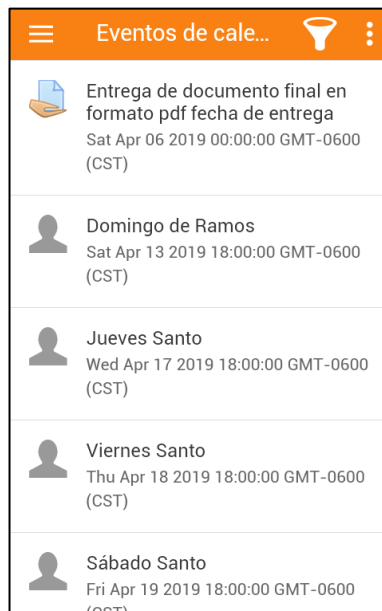 Eventos de cale...
Entrega de documento final en
formato pdf fecha de entrega
Sat Apr 06 2019 00:00:00 GMT-0600
(CST)
Domingo de Ramos
Sat Apr 13 2019 18:00:00 GMT-0600
(CST)
Jueves Santo
Wed Apr 17 2019 18:00:00 GMT-0600
(CST)
Viernes Santo
Thu Apr 18 2019 18:00:00 GMT-0600
(CST)
Sábado Santo
Fri Apr 19 2019 18:00:00 GMT-0600
(CST)